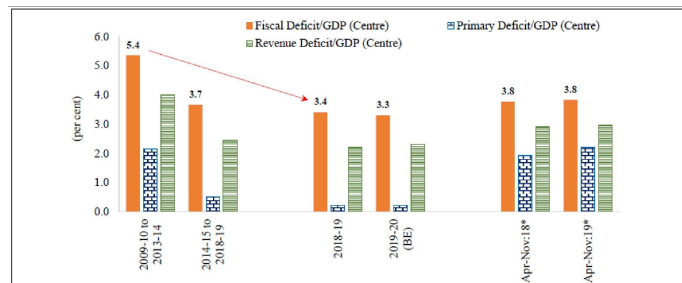 Fiscal Deficit/GDP (Centre) Primary Deficit/GDP (Centre)
Revenue Deficit/GDP (Centre)
6.0
5.0
4.0
3.0
2.0
1.0
0.0
(per cent)
5.4
3.7
3.4
3.3
3.8
3.8
2009-10 to
2013-14
2014-15 to
2018-19
2018-19
2019-20
(BE)
Apr-Nov:18*
Apr-Nov:19*